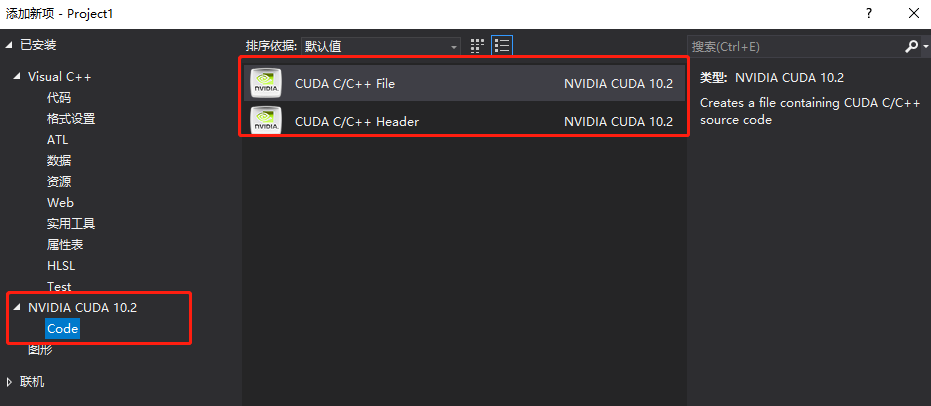 添加新项 - Project1
?
已安装
排序依据: 默认值
搜索(Ctrl+E)
Visual C++
代码
格式设置
ATL
数据
资源
Web
实用工具
属性表
HLSL
Test
NVIDIA CUDA 10.2
Code
图形
联机
NVIDIA.
CUDA C/C++ File
NVIDIA CUDA 10.2
NVIDIA.
CUDA C/C++ Header
NVIDIA CUDA 10.2
类型: NVIDIA CUDA 10.2
Creates a file containing CUDA C/C++
source code